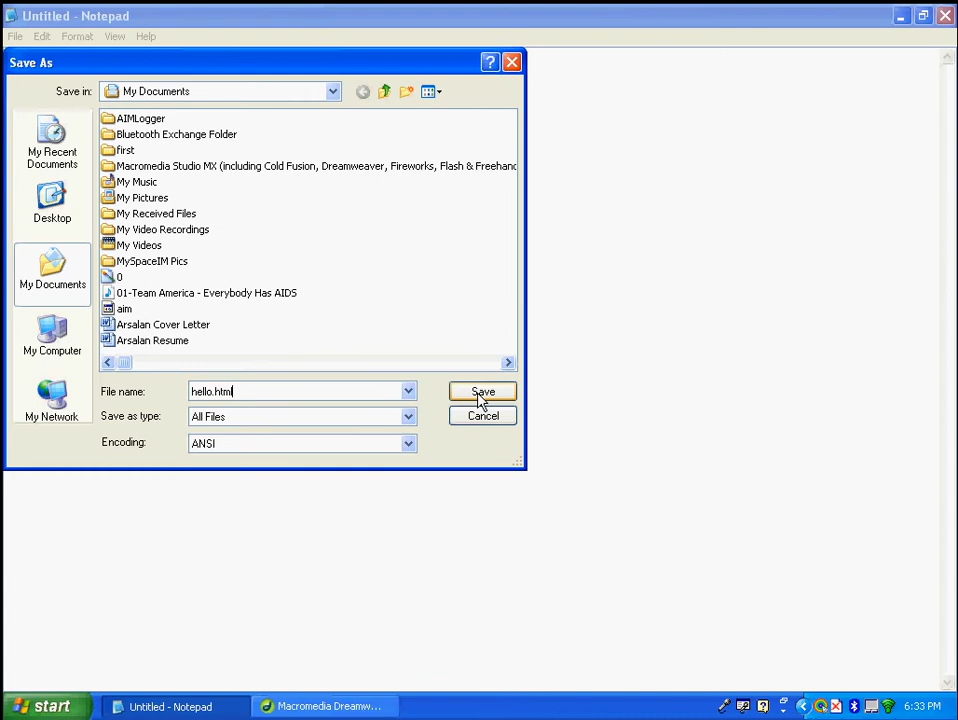 Untitled - Notepad
File Edit Format View Help
Save As
Save in: My Documents
My Recent
Documents
Desktop
My Documents
My Computer
My Network
AIMLogger
Bluetooth Exchange Folder
first
Macromedia Studio MX (including Cold Fusion, Dreamweaver, Fireworks, Flash & Freehand
My Music
My Pictures
My Received Files
My Video Recordings
My Videos
MySpaceIM Pics
0
01-Team America - Everybody Has AIDS
aim
Arsalan Cover Letter
Arsalan Resume
File name: hello.html Save
Save as type: All Files Cancel
Encoding: ANSI
start Untitled - Notepad Macromedia Dreamw... 6:33 PM